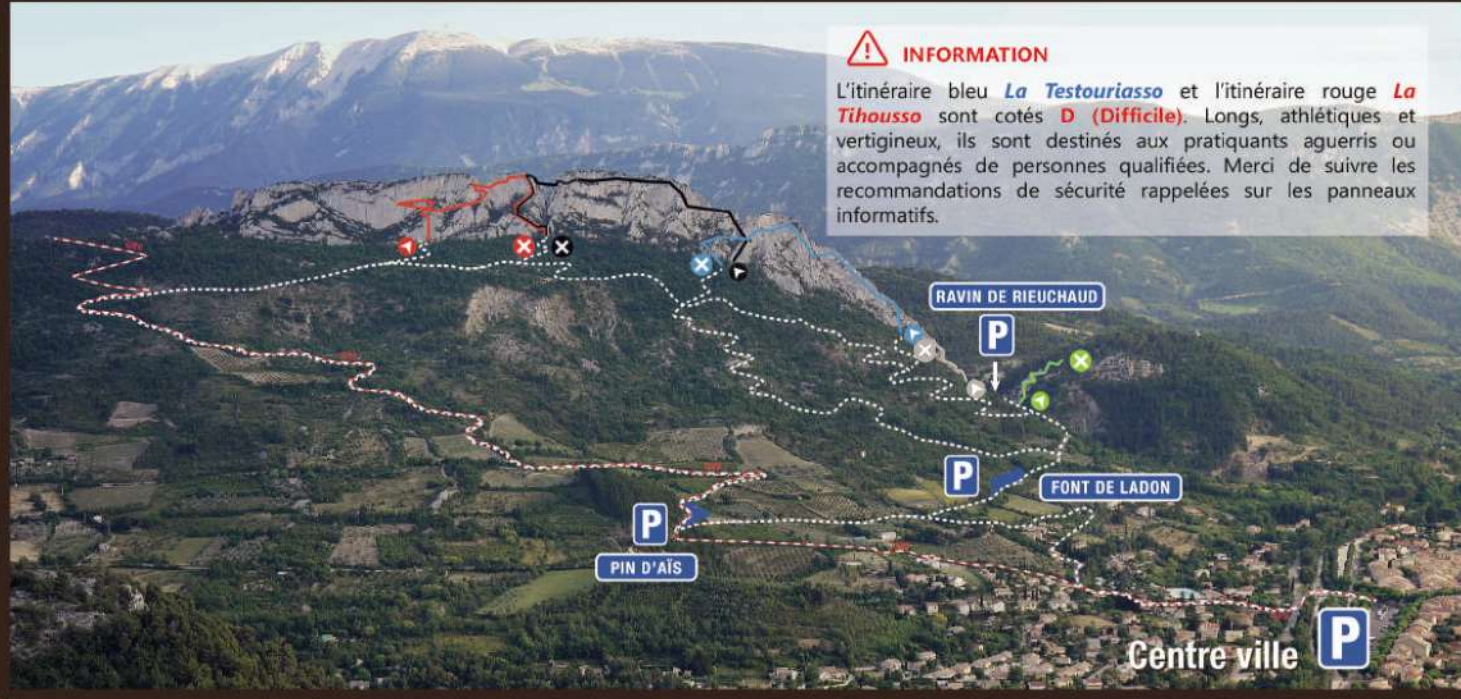 INFORMATION
L'itinéraire bleu La Testouriasso et l'itinéraire rouge La
Tihousso sont cotés D (Difficile). Longs, athlétiques et
vertigineux, ils sont destinés aux pratiquants aguerris ou
accompagnés de personnes qualifiées. Merci de suivre les
recommandations de sécurité rappelées sur les panneaux
informatifs.
RAVIN DE RIEUCHAUD
P
P
FONT DE LADON
P
PIN D'AÏS
Centre ville P